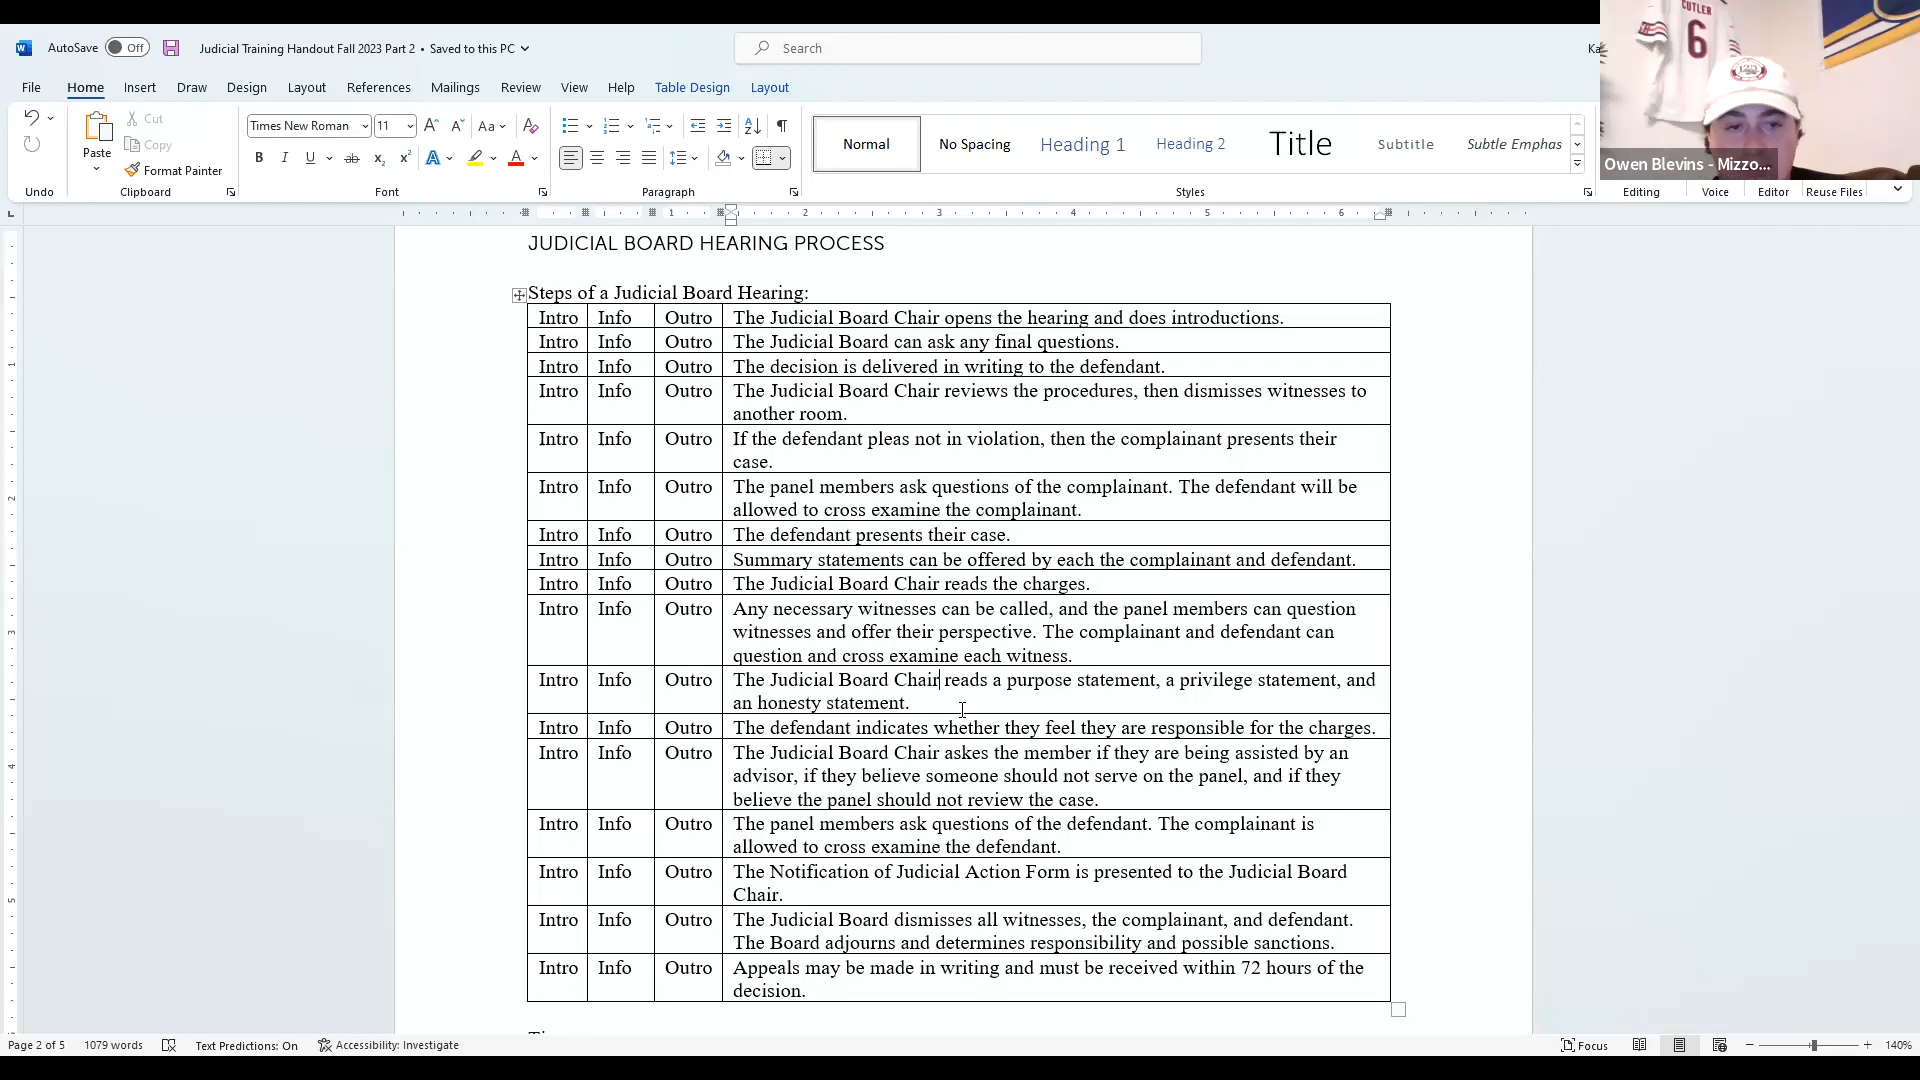 AutoSave Off Judicial Training Handout Fall 2023 Part 2 • Saved to this PC Search Ka
CUTLER
6
125
File Home Insert Draw Design Layout References Mailings Review View Help Table Design Layout
Paste Cut Copy Format Painter
Times New Roman 11
Normal No Spacing Heading 1 Heading 2 Title Subtitle Subtle Emphas
Owen Blevins - Mizzo...
Undo Clipboard Font Paragraph Styles Editing Voice Editor Reuse Files
1 2 3 4 5 6
JUDICIAL BOARD HEARING PROCESS
Steps of a Judicial Board Hearing:
Intro Info Outro The Judicial Board Chair opens the hearing and does introductions.
Intro Info Outro The Judicial Board can ask any final questions.
Intro Info Outro The decision is delivered in writing to the defendant.
Intro Info Outro The Judicial Board Chair reviews the procedures, then dismisses witnesses to
another room.
Intro Info Outro If the defendant pleas not in violation, then the complainant presents their
case.
Intro Info Outro The panel members ask questions of the complainant. The defendant will be
allowed to cross examine the complainant.
Intro Info Outro The defendant presents their case.
Intro Info Outro Summary statements can be offered by each the complainant and defendant.
Intro Info Outro The Judicial Board Chair reads the charges.
Intro Info Outro Any necessary witnesses can be called, and the panel members can question
witnesses and offer their perspective. The complainant and defendant can
question and cross examine each witness.
Intro Info Outro The Judicial Board Chair reads a purpose statement, a privilege statement, and
an honesty statement.
Intro Info Outro The defendant indicates whether they feel they are responsible for the charges.
Intro Info Outro The Judicial Board Chair askes the member if they are being assisted by an
advisor, if they believe someone should not serve on the panel, and if they
believe the panel should not review the case.
Intro Info Outro The panel members ask questions of the defendant. The complainant is
allowed to cross examine the defendant.
Intro Info Outro The Notification of Judicial Action Form is presented to the Judicial Board
Chair.
Intro Info Outro The Judicial Board dismisses all witnesses, the complainant, and defendant.
The Board adjourns and determines responsibility and possible sanctions.
Intro Info Outro Appeals may be made in writing and must be received within 72 hours of the
decision.
Page 2 of 5 1079 words Text Predictions: On Accessibility: Investigate Focus 140%